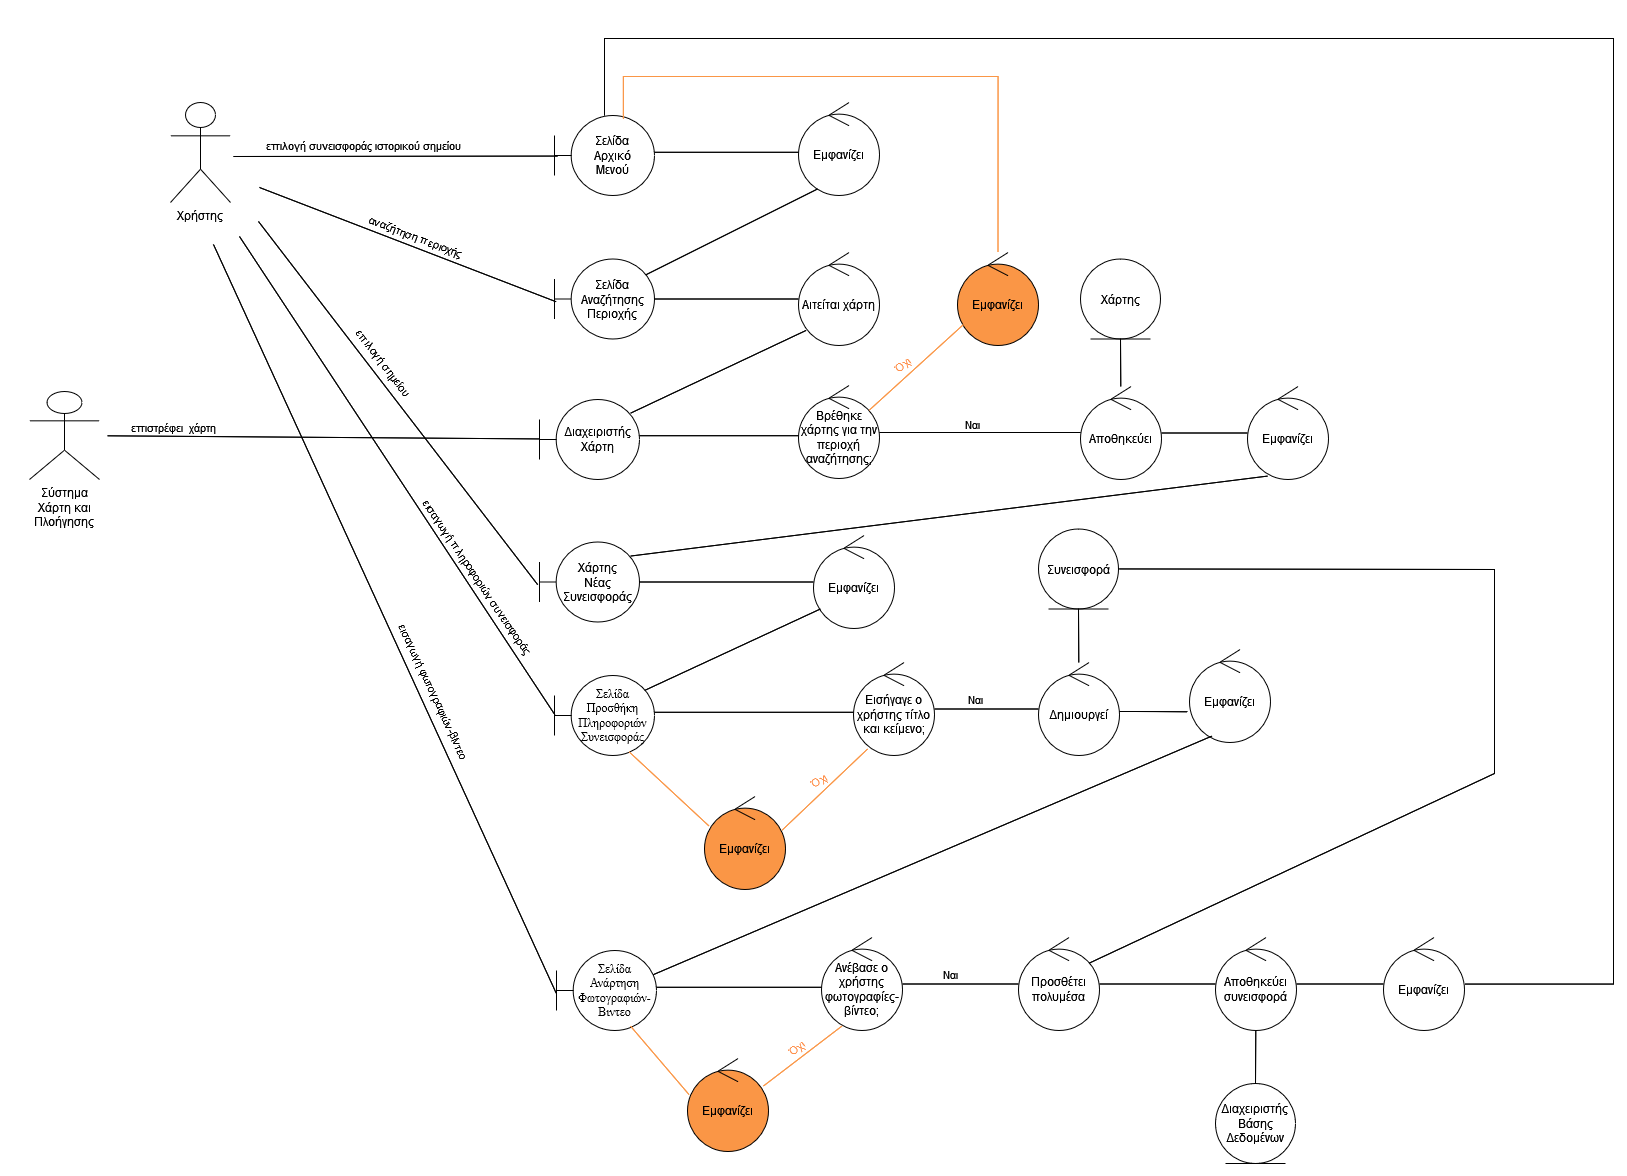 επιλογή συνεισφοράς ιστορικού σημείου
Σελίδα
Αρχικό
Μενού
Εμφανίζει
Χρήστης
αναζήτηση περιοχής
Σελίδα
Αναζήτησης
Περιοχής
Αιτείται χάρτη
Εμφανίζει
Χάρτης
επιλογή σημείου
Όχι
επιστρέφει χάρτη
Διαχειριστής
Χάρτη
Βρέθηκε
χάρτης για την
περιοχή
αναζήτησης;
Ναι
Αποθηκεύει
Εμφανίζει
Σύστημα
Χάρτη και
Πλοήγησης
εισαγωγή πληροφοριών συνεισφοράς
Χάρτης
Νέας
Συνεισφοράς
Εμφανίζει
Συνεισφορά
εισαγωγή φωτογραφιών-βίντεο
Σελίδα
Προσθήκη
Πληροφοριών
Συνεισφοράς
Εισήγαγε ο
χρήστης τίτλο
και κείμενο;
Ναι
Δημιουργεί
Εμφανίζει
Όχι
Εμφανίζει
Σελίδα
Ανάρτηση
Φωτογραφιών-
Βιντεο
Ανέβασε ο
χρήστης
φωτογραφίες-
βίντεο;
Ναι
Προσθέτει
πολυμέσα
Αποθηκεύει
συνεισφορά
Εμφανίζει
Όχι
Εμφανίζει
Διαχειριστής
Βάσης
Δεδομένων